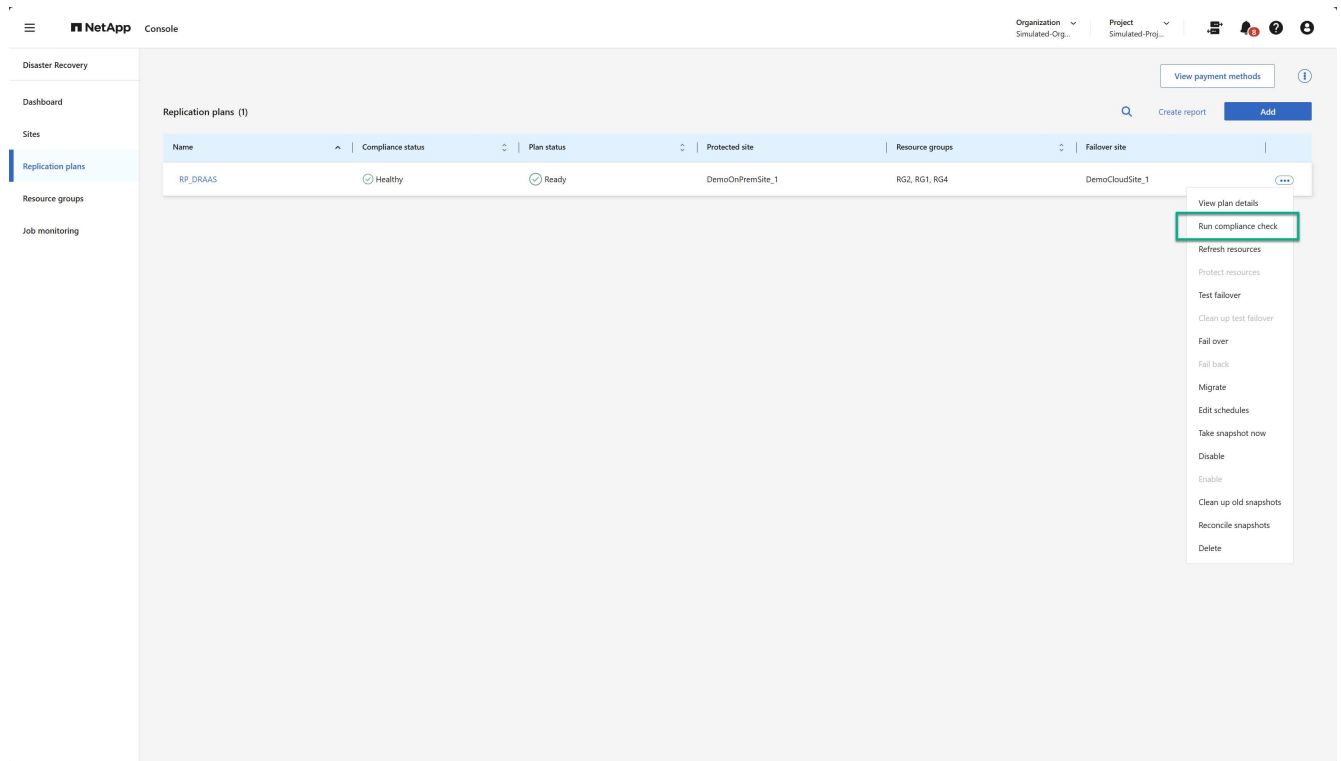 NetApp Console
Organization
Simulated-Org...
Project
Simulated-Proj...
8
Disaster Recovery
Dashboard
Sites
Replication plans
Resource groups
Job monitoring
View payment methods
Replication plans (1)
Create report
Add
Name Compliance status Plan status Protected site Resource groups Failover site
RP_DRAAS Healthy Ready DemoOnPremSite_1 RG2, RG1, RG4 DemoCloudSite_1
View plan details
Run compliance check
Refresh resources
Protect resources
Test failover
Clean up test failover
Fail over
Fail back
Migrate
Edit schedules
Take snapshot now
Disable
Enable
Clean up old snapshots
Reconcile snapshots
Delete